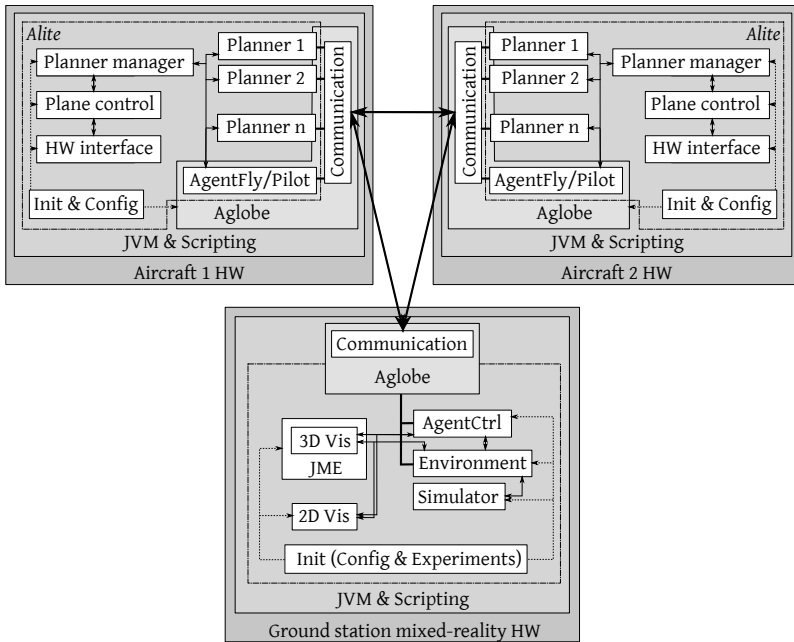 Alite
Planner manager
Plane control
HW interface
Init & Config
Planner 1
Planner 2
Planner n
AgentFly/Pilot
Communication
Aglobe
JVM & Scripting
Aircraft 1 HW
Alite
Planner 1
Planner 2
Planner n
AgentFly/Pilot
Communication
Planner manager
Plane control
HW interface
Init & Config
Aglobe
JVM & Scripting
Aircraft 2 HW
Communication
Aglobe
AgentCtrl
3D Vis
JME
Environment
Simulator
2D Vis
Init (Config & Experiments)
JVM & Scripting
Ground station mixed-reality HW